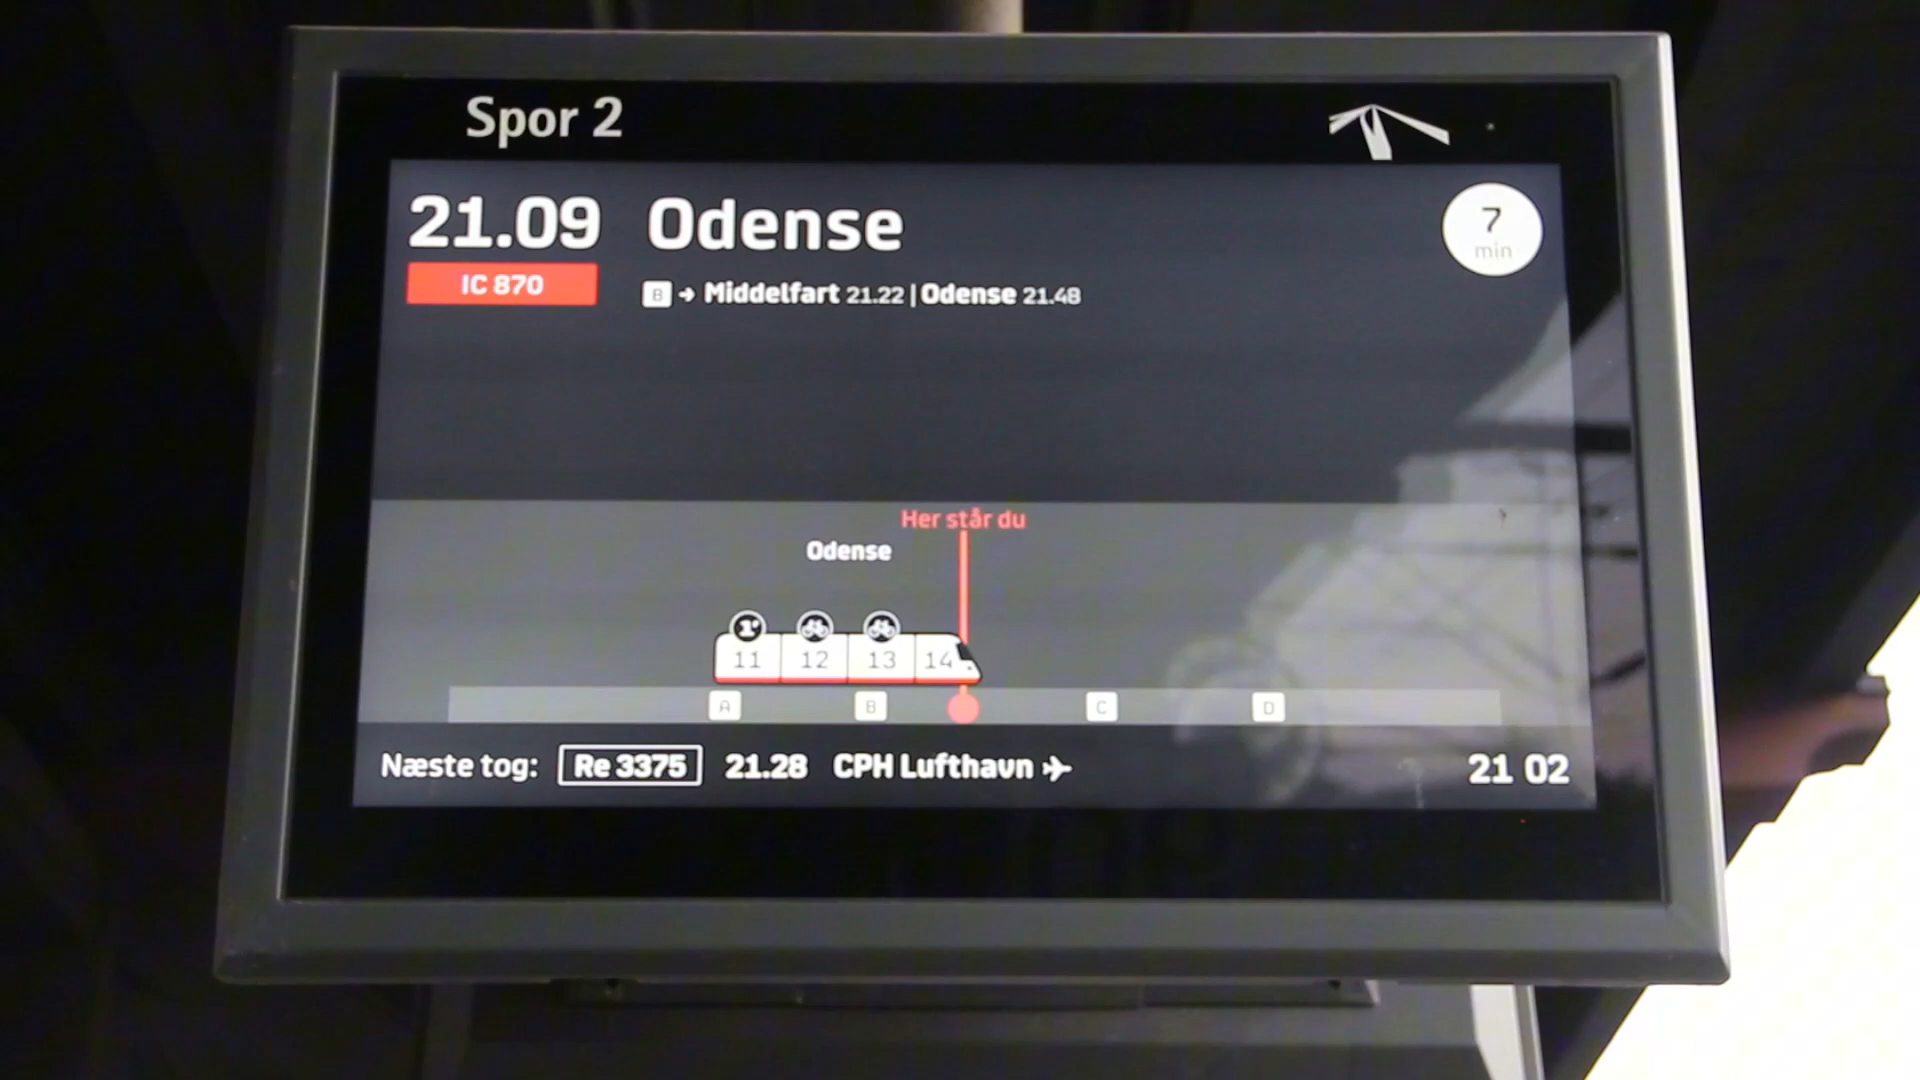 Spor 2
21.09 Odense
7 min
IC 870
B → Middelfart 21.22 | Odense 21.48
Her står du
Odense
1'
11 12 13 14
A B C D
Næste tog: Re 3375 21.28 CPH Lufthavn
21 02